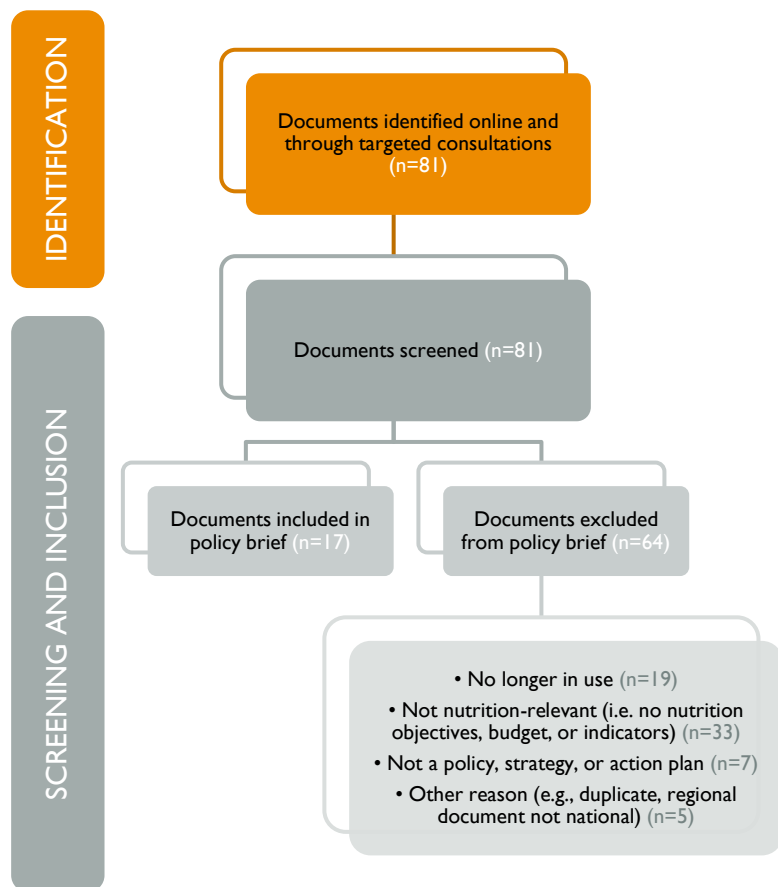 IDENTIFICATION
Documents identified online and
through targeted consultations
(n=81)
SCREENING AND INCLUSION
Documents screened (n=81)
Documents included in
policy brief (n=17)
Documents excluded
from policy brief (n=64)
• No longer in use (n=19)
• Not nutrition-relevant (i.e. no nutrition
objectives, budget, or indicators) (n=33)
• Not a policy, strategy, or action plan (n=7)
• Other reason (e.g., duplicate, regional
document not national) (n=5)